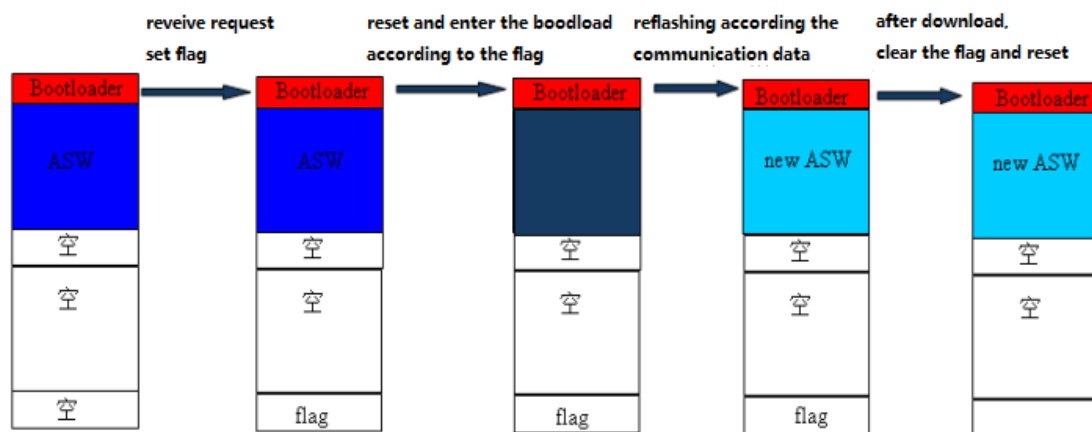 reveive request
set flag
reset and enter the boodload
according to the flag
reflashing according the
communication data
after download,
clear the flag and reset
Bootloader
Bootloader
Bootloader
Bootloader
Bootloader
ASW
ASW
new ASW
new ASW
空
空
空
空
空
空
空
空
空
空
空
flag
flag
flag